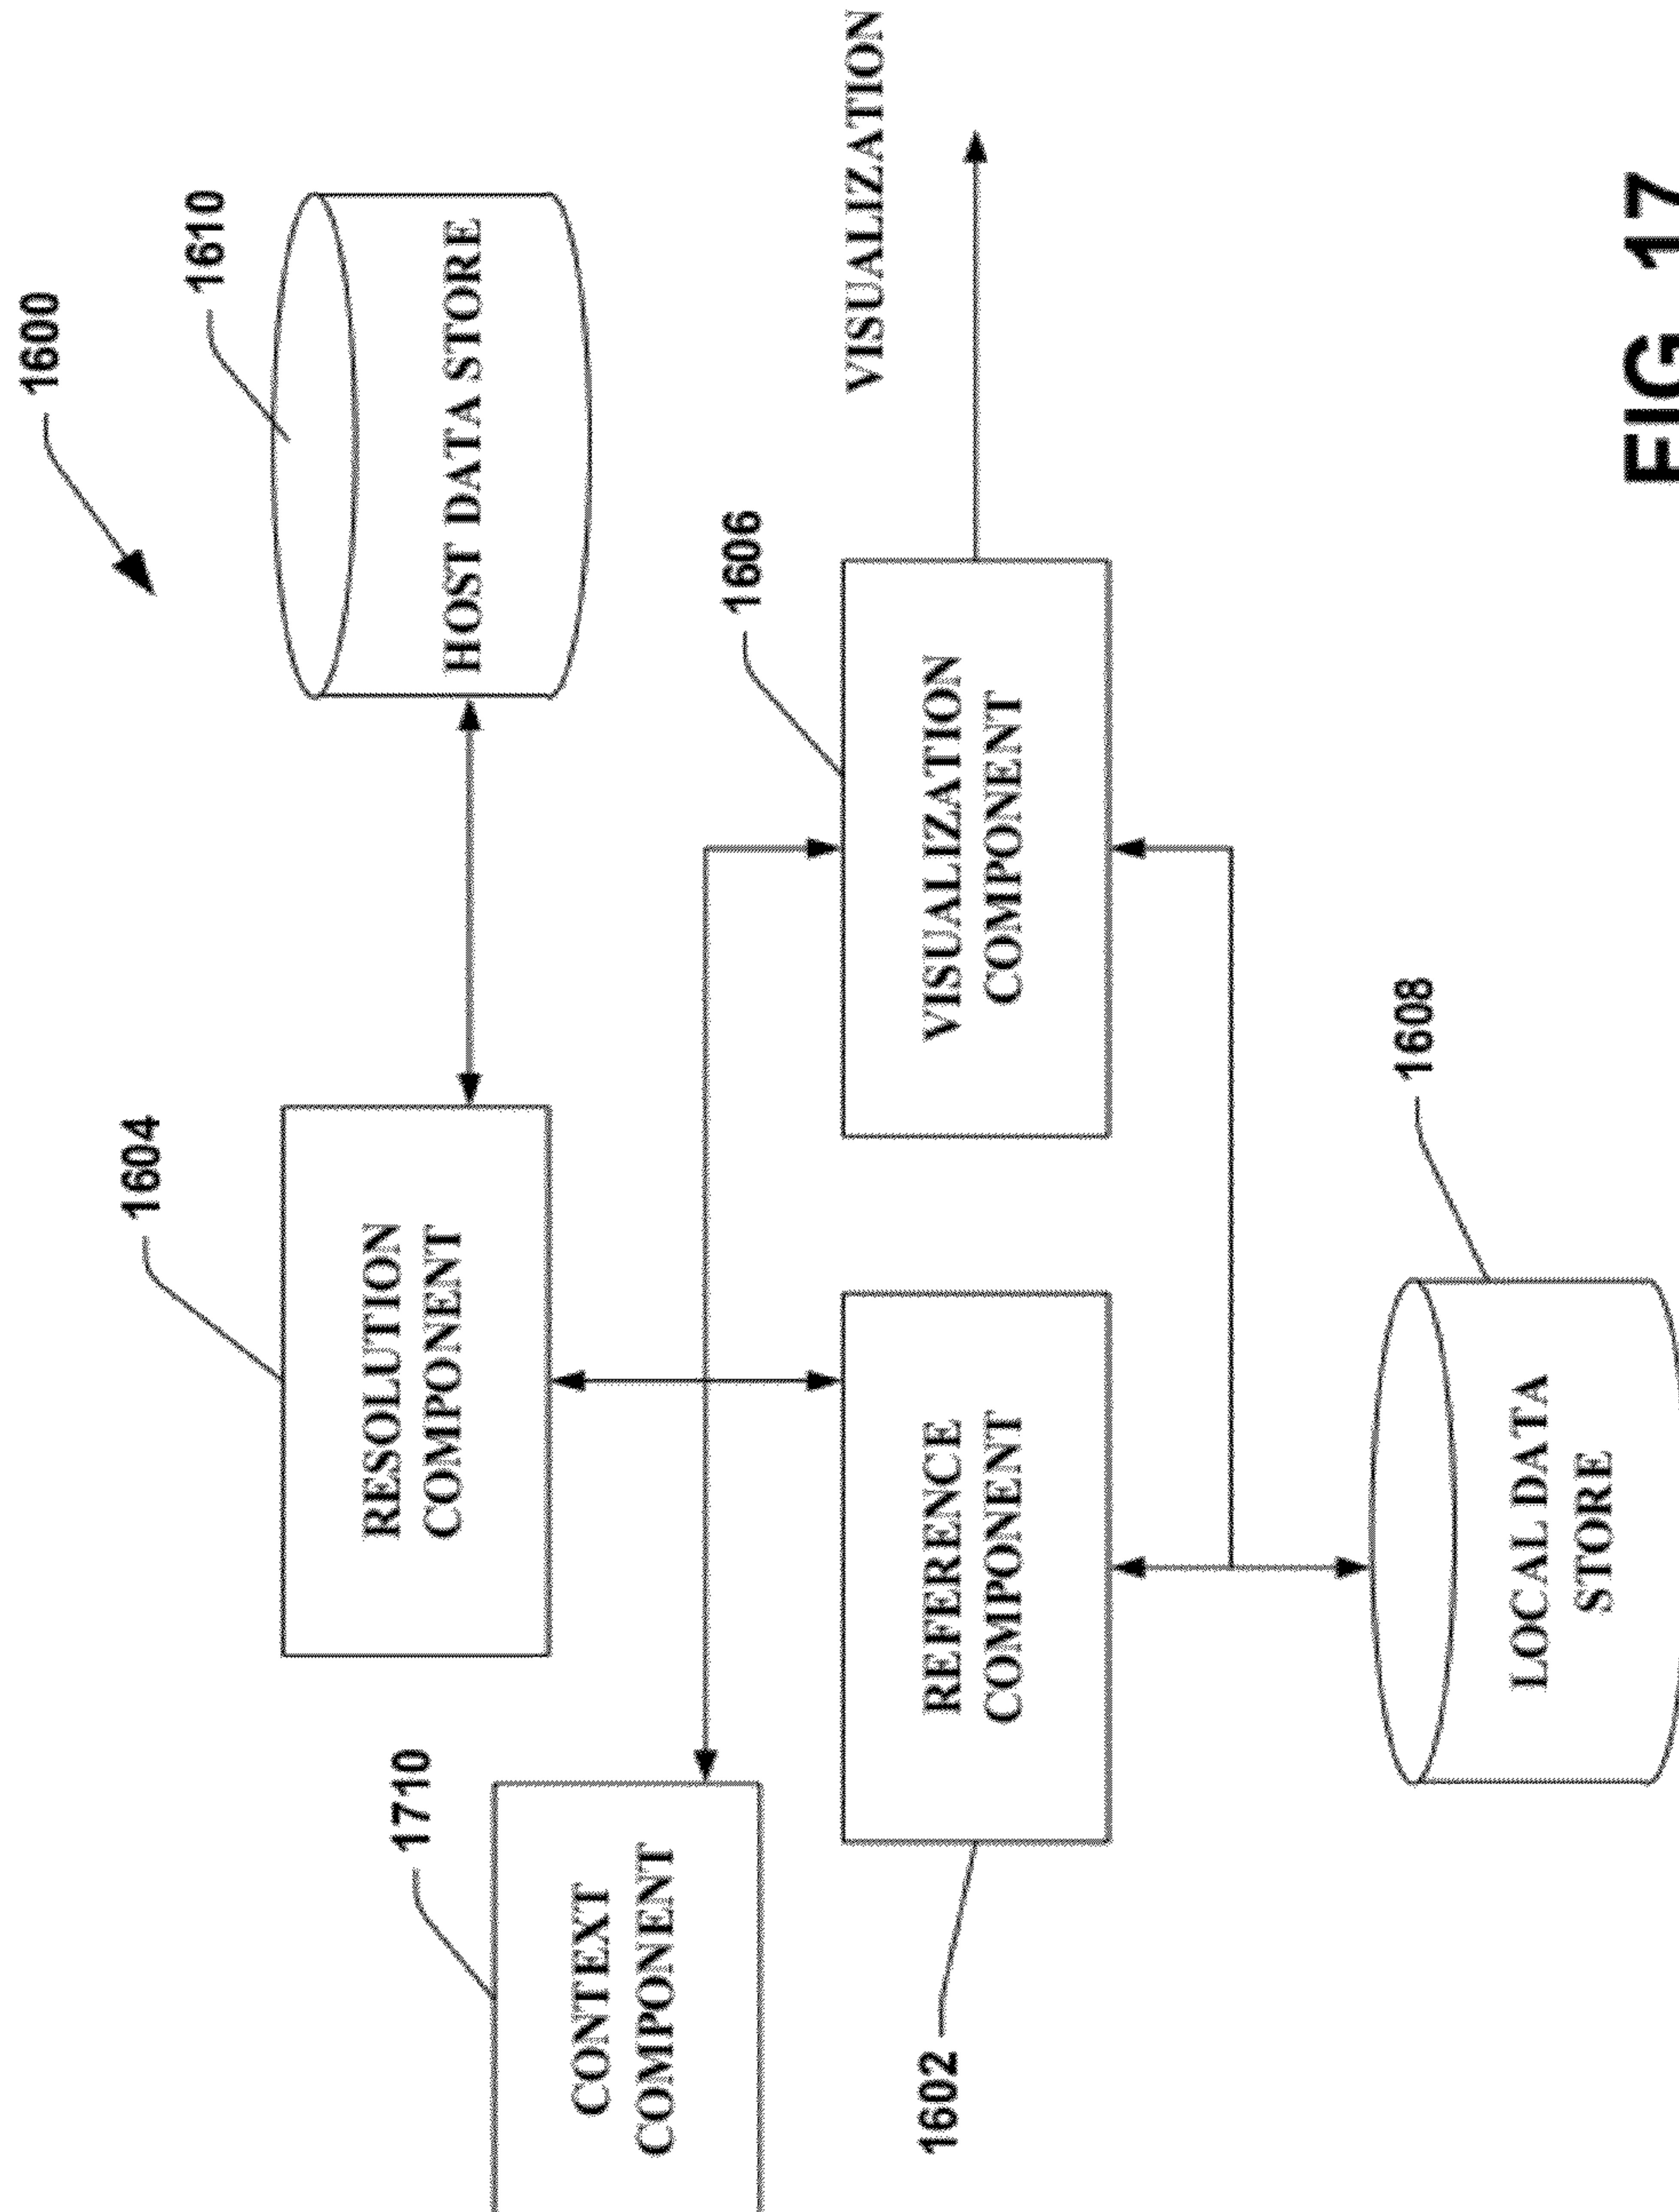 1600
1610
HOST DATA STORE
1604
RESOLUTION
COMPONENT
1710
CONTEXT
COMPONENT
1606
VISUALIZATION
COMPONENT
VISUALIZATION
REFERENCE
COMPONENT
1602
1608
LOCAL DATA
STORE
FIG 17